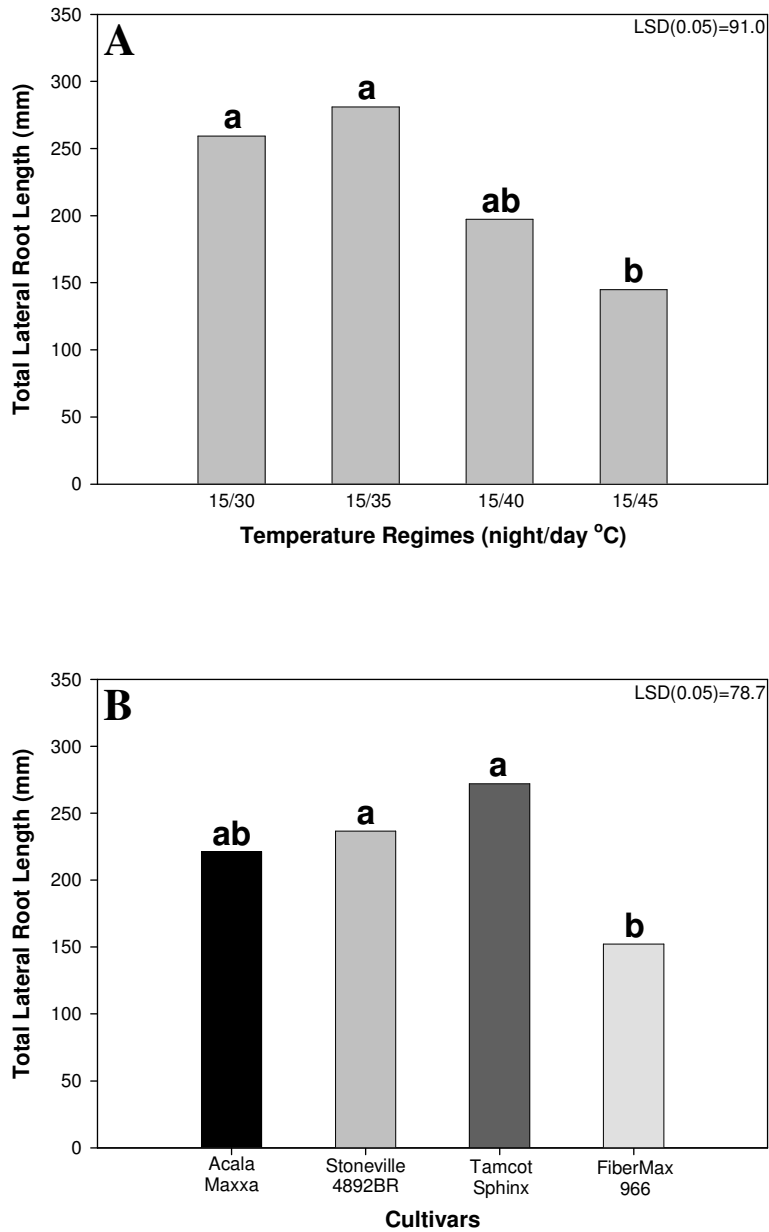 A
LSD(0.05)=91.0
Total Lateral Root Length (mm)
350
300
250
200
150
100
50
0
a
a
ab
b
15/30
15/35
15/40
15/45
Temperature Regimes (night/day °C)
B
LSD(0.05)=78.7
Total Lateral Root Length (mm)
350
300
250
200
150
100
50
0
ab
a
a
b
Acala
Maxxa
Stoneville
4892BR
Tamcot
Sphinx
FiberMax
966
Cultivars